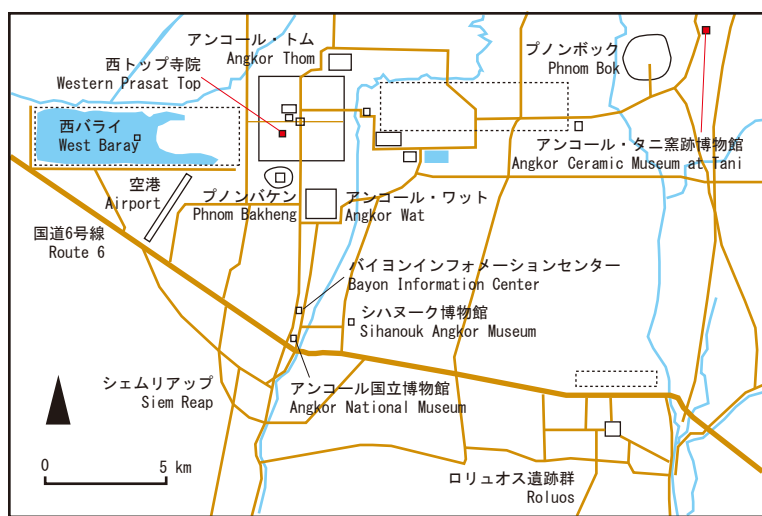 アンコール・トム
Angkor Thom
西トップ寺院
Western Prasat Top
プノンボック
Phnom Bok
西バライ
West Baray
アンコール・タニ窯跡博物館
Angkor Ceramic Museum at Tani
空港
Airport
プノンバケン
Phnom Bakheng
アンコール・ワット
Angkor Wat
国道6号線
Route 6
バイヨンインフォメーションセンター
Bayon Information Center
シハヌーク博物館
Sihanouk Angkor Museum
シェムリアップ
Siem Reap
アンコール国立博物館
Angkor National Museum
0 5 km
ロリュオス遺跡群
Roluos